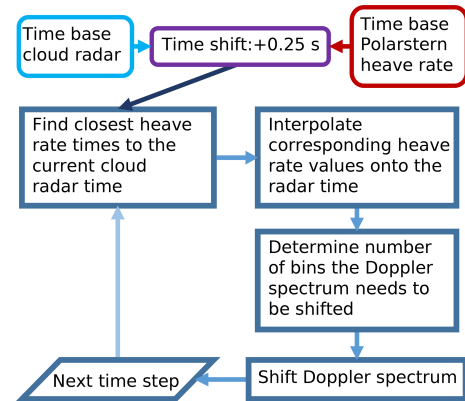 Time base
cloud radar
Time shift:+0.25 s
Time base
Polarstern
heave rate
Find closest heave
rate times to the
current cloud
radar time
Interpolate
corresponding heave
rate values onto the
radar time
Determine number
of bins the Doppler
spectrum needs to
be shifted
Shift Doppler spectrum
Next time step